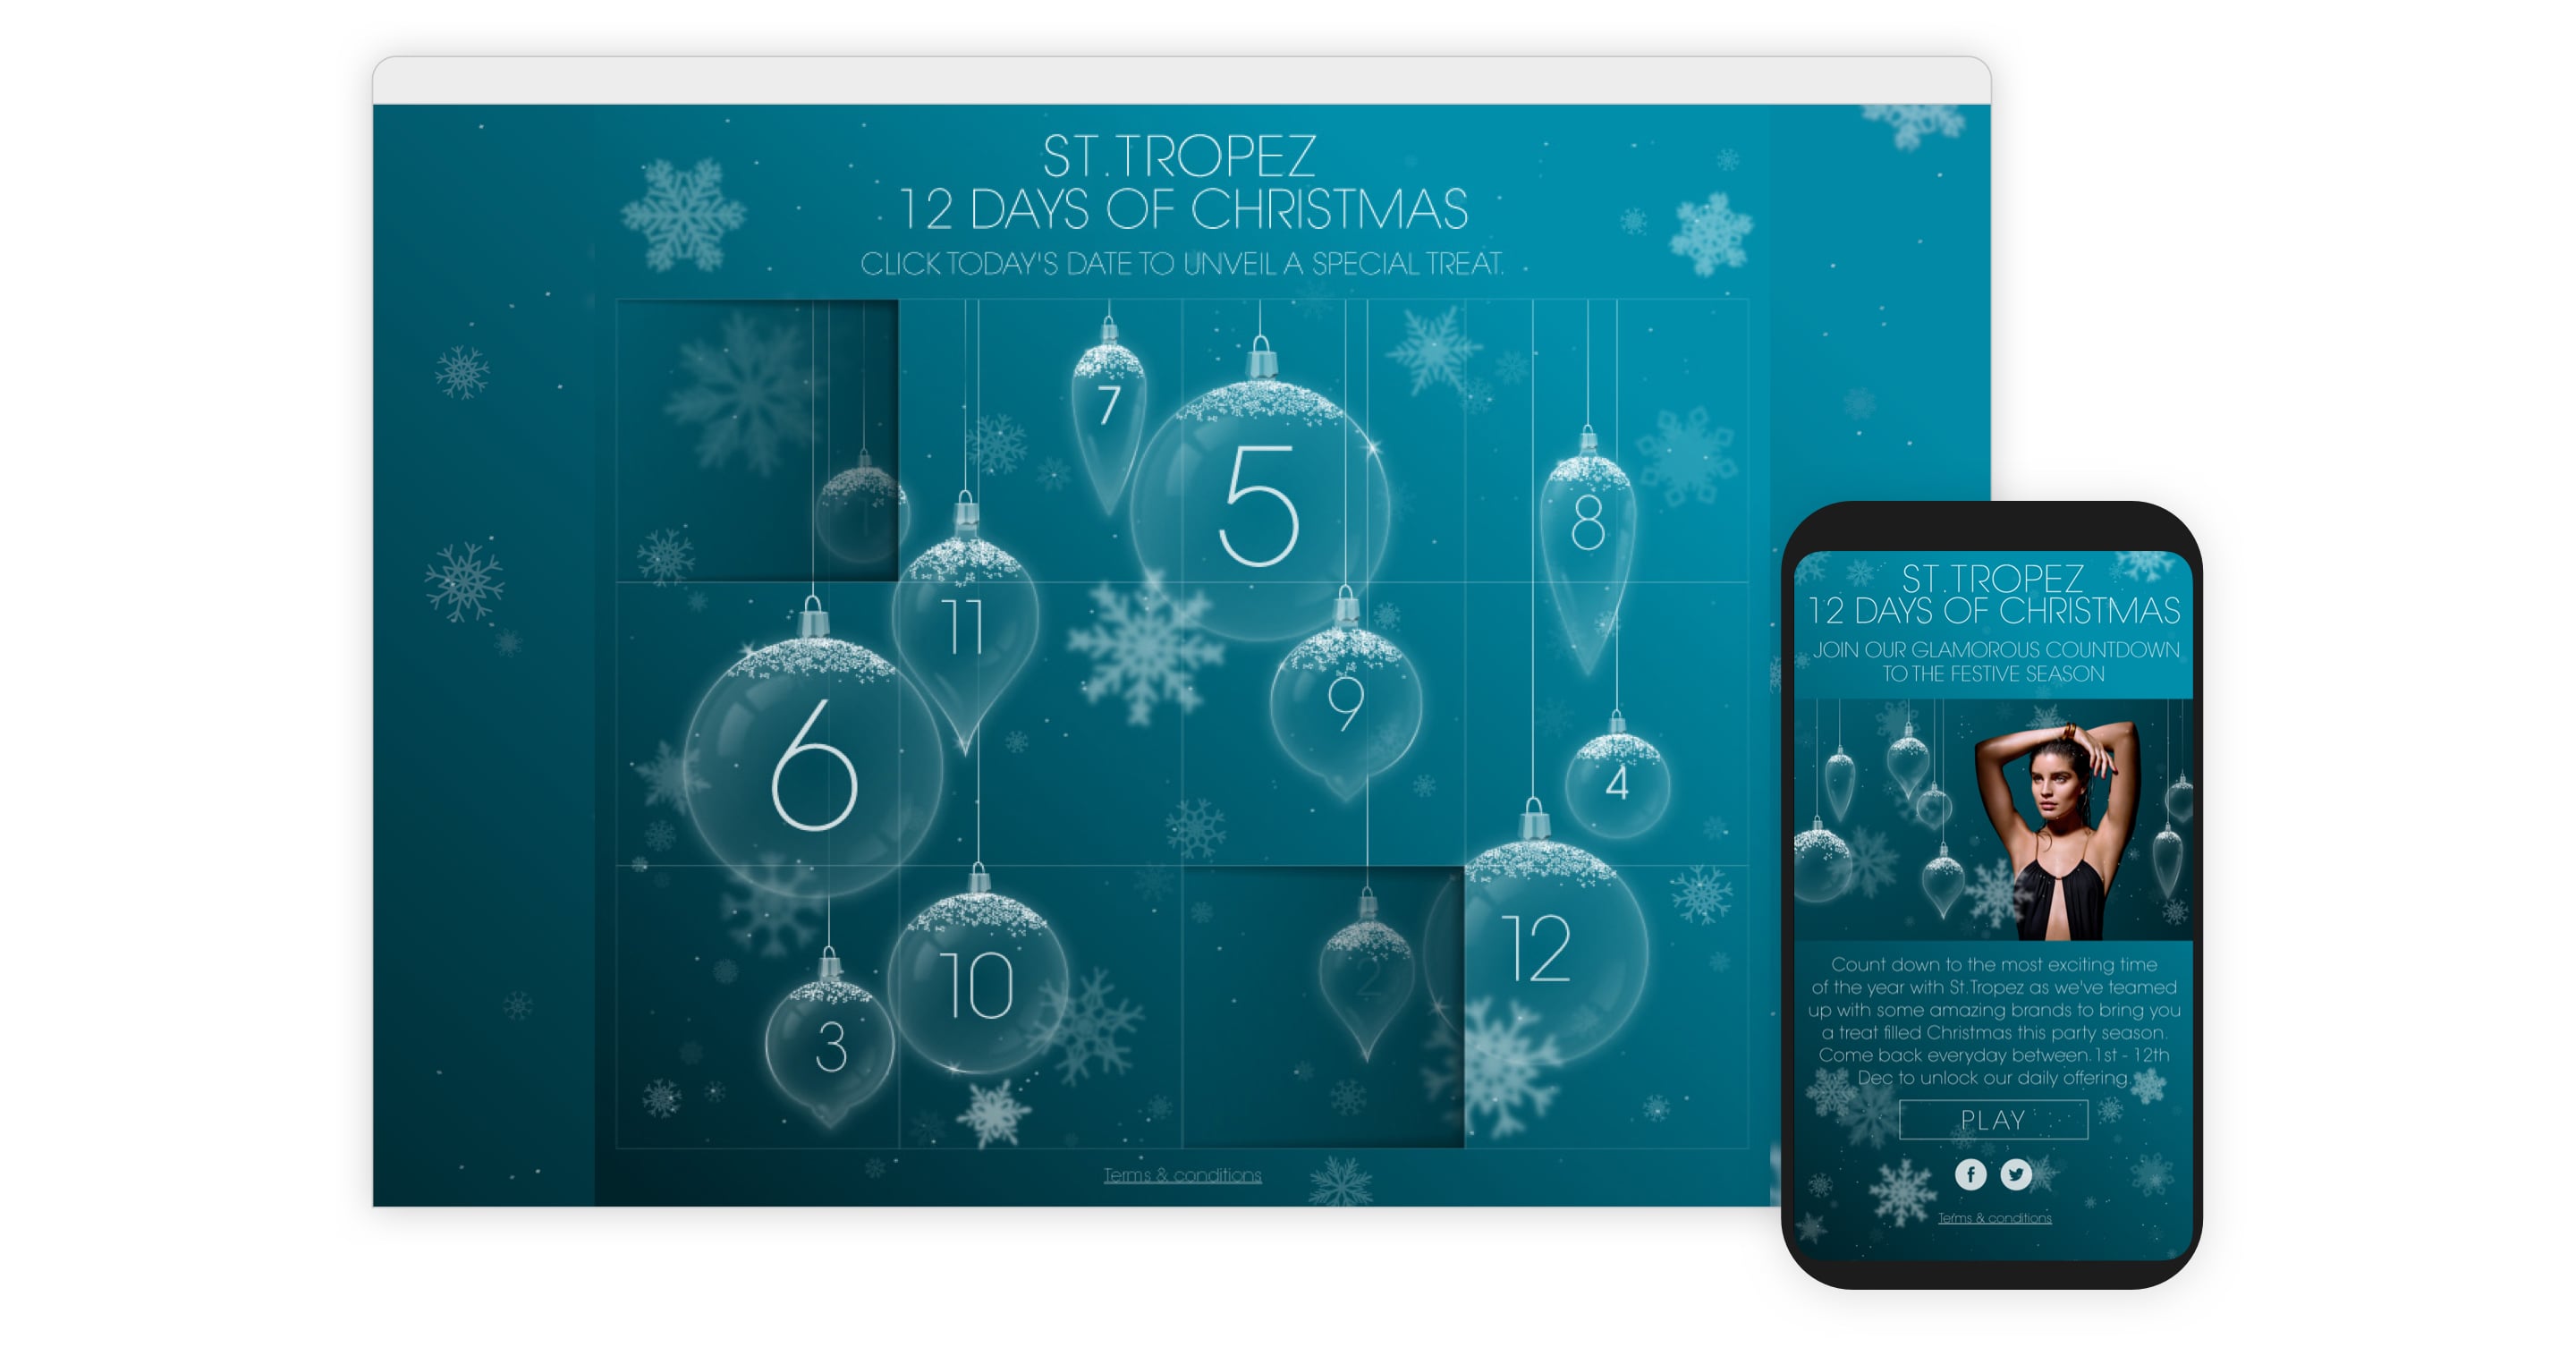 ST.TROPEZ
12 DAYS OF CHRISTMAS
CLICK TODAY'S DATE TO UNVEIL A SPECIAL TREAT.
7
5
8
11
6
9
4
12
10
2
3
Terms & conditions
ST.TROPEZ
12 DAYS OF CHRISTMAS
JOIN OUR GLAMOROUS COUNTDOWN
TO THE FESTIVE SEASON
Count down to the most exciting time
of the year with St.Tropez as we've teamed
up with some amazing brands to bring you
a treat filled Christmas this party season.
Come back everyday between 1st - 12th
Dec to unlock our daily offering.
PLAY
Terms & conditions